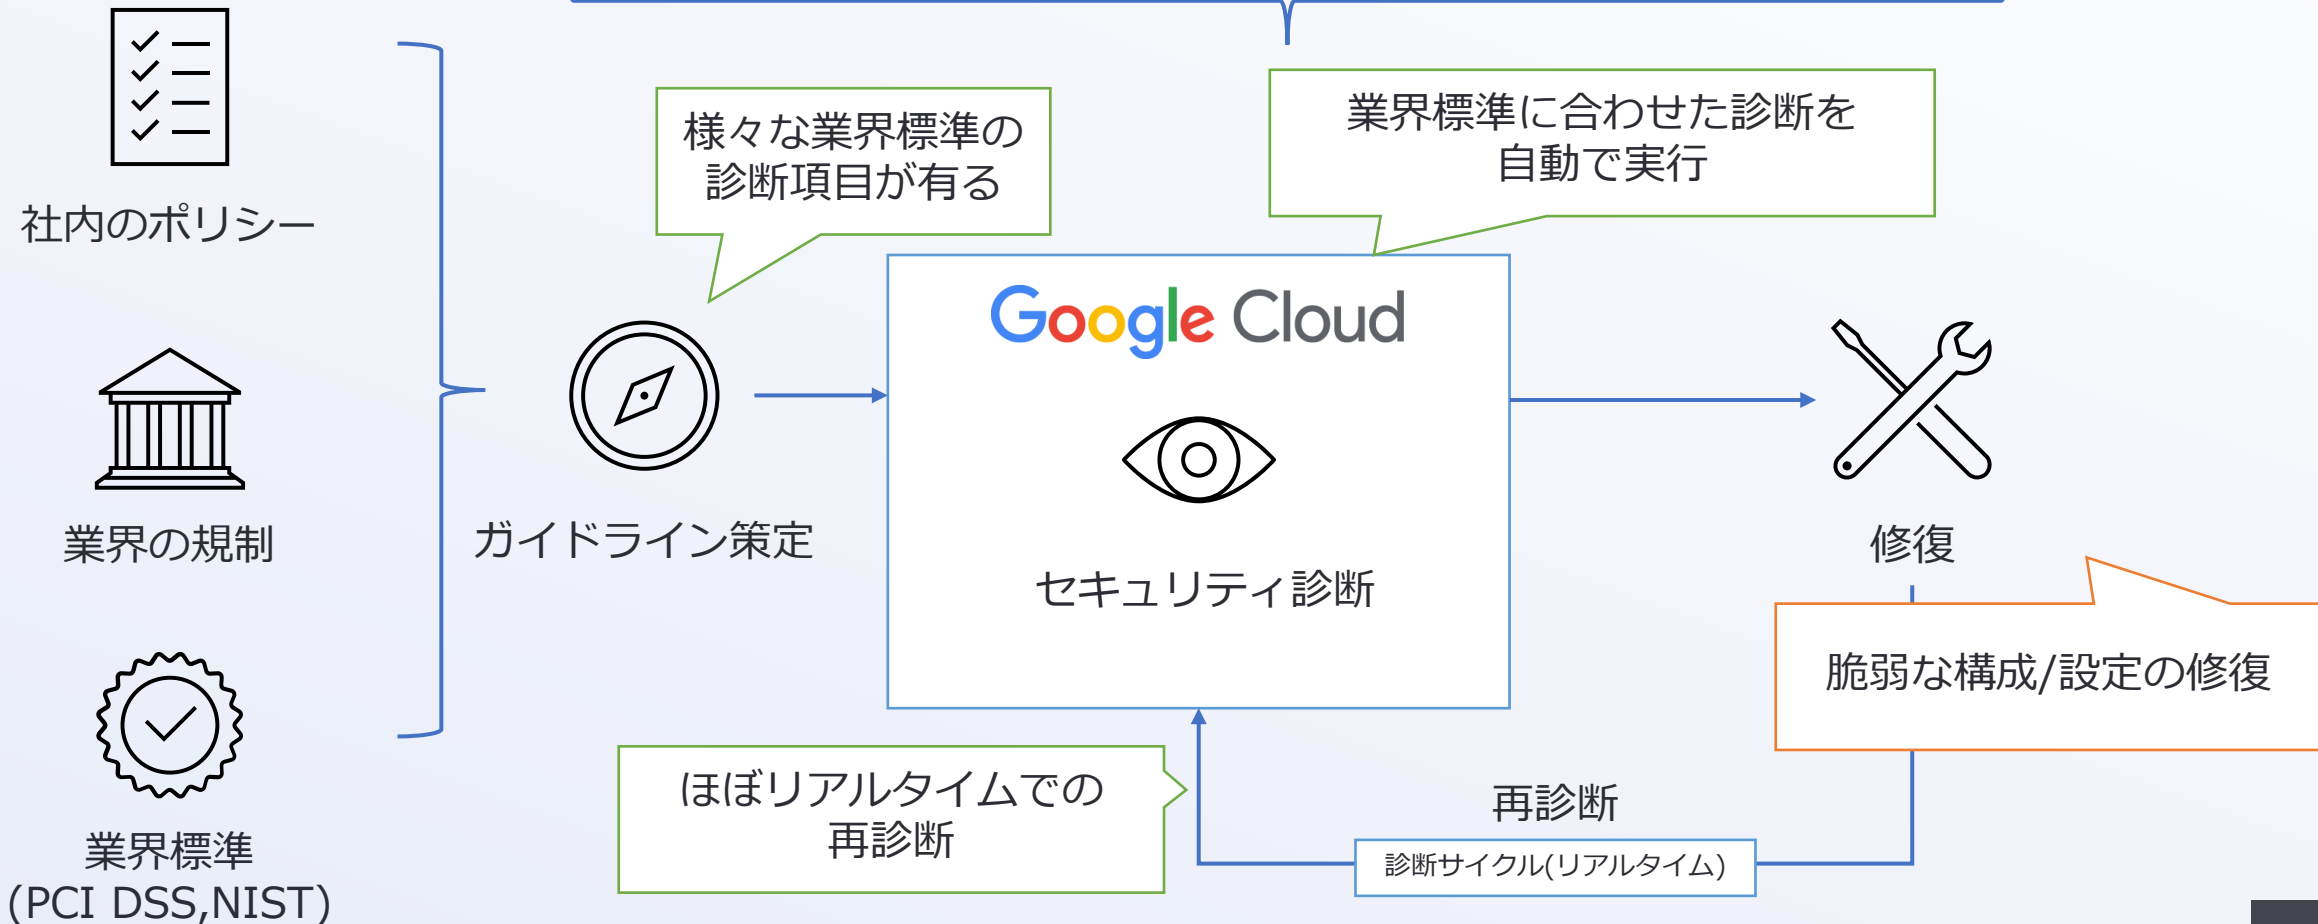 社内のポリシー
業界の規制
業界標準
(PCI DSS,NIST)
ガイドライン策定
様々な業界標準の
診断項目が有る
業界標準に合わせた診断を
自動で実行
Google Cloud
セキュリティ診断
修復
脆弱な構成/設定の修復
ほぼリアルタイムでの
再診断
再診断
診断サイクル(リアルタイム)